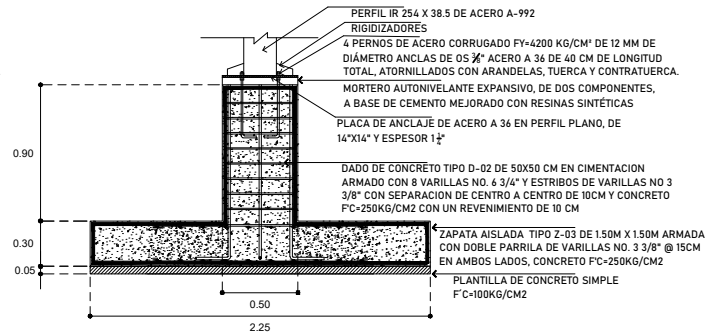 PERFIL IR 254 X 38.5 DE ACERO A-992
RIGIDIZADORES
4 PERNOS DE ACERO CORRUGADO FY=4200 KG/CM² DE 12 MM DE
DIÁMETRO ANCLAS DE OS ⅞" ACERO A 36 DE 40 CM DE LONGITUD
TOTAL, ATORNILLADOS CON ARANDELAS, TUERCA Y CONTRATUERCA.
MORTERO AUTONIVELANTE EXPANSIVO, DE DOS COMPONENTES,
A BASE DE CEMENTO MEJORADO CON RESINAS SINTÉTICAS
PLACA DE ANCLAJE DE ACERO A 36 EN PERFIL PLANO, DE
14"X14" Y ESPESOR 1
DADO DE CONCRETO TIPO D-02 DE 50X50 CM EN CIMENTACION
ARMADO CON 8 VARILLAS NO. 6 3/4" Y ESTRIBOS DE VARILLAS NO 3
3/8" CON SEPARACION DE CENTRO A CENTRO DE 10CM Y CONCRETO
F'C=250KG/CM2 CON UN REVENIMIENTO DE 10 CM
ZAPATA AISLADA TIPO Z-03 DE 1.50M X 1.50M ARMADA
CON DOBLE PARRILA DE VARILLAS NO. 3 3/8" @ 15CM
EN AMBOS LADOS, CONCRETO F'C=250KG/CM2
PLANTILLA DE CONCRETO SIMPLE
F´C=100KG/CM2
0.90
0.30
0.05
0.50
2.25